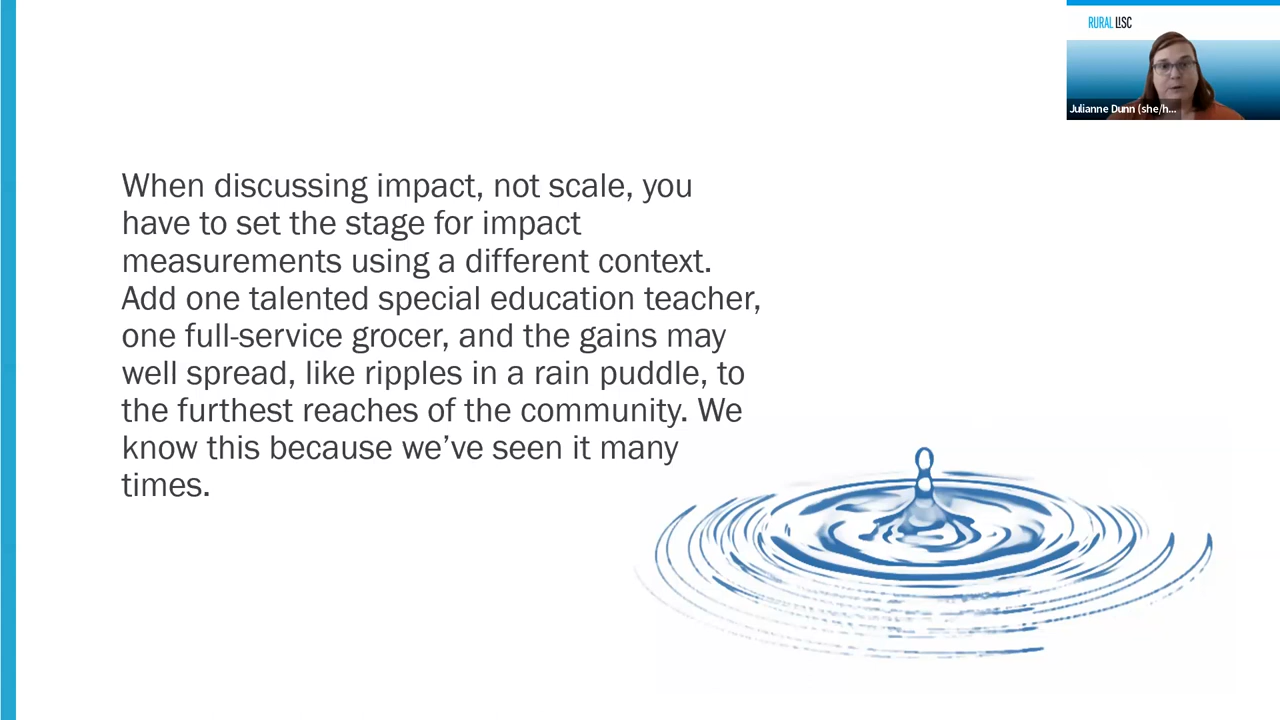 RURAL LISC
Julianne Dunn (she/h...
When discussing impact, not scale, you
have to set the stage for impact
measurements using a different context.
Add one talented special education teacher,
one full-service grocer, and the gains may
well spread, like ripples in a rain puddle, to
the furthest reaches of the community. We
know this because we’ve seen it many
times.